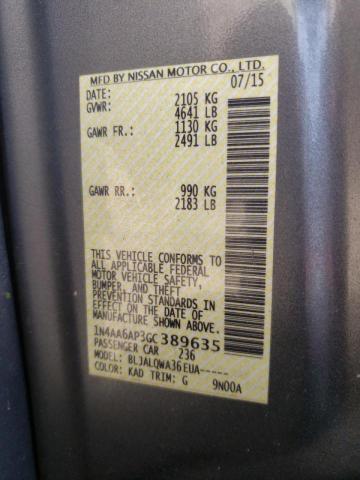 MFD BY NISSAN MOTOR CO., LTD.
DATE: 07/15
GVWR: 2105 KG
4641 LB
GAWR FR.: 1130 KG
2491 LB
GAWR RR.: 990 KG
2183 LB
THIS VEHICLE CONFORMS TO
ALL APPLICABLE FEDERAL
MOTOR VEHICLE SAFETY,
BUMPER, AND THEFT
PREVENTION STANDARDS IN
EFFECT ON THE DATE OF
MANUFACTURE SHOWN ABOVE.
1N4AA6AP3GC389635
PASSENGER CAR 236
MODEL: BLJALQWA36EUA-----
COLOR: KAD TRIM: G 9N00A